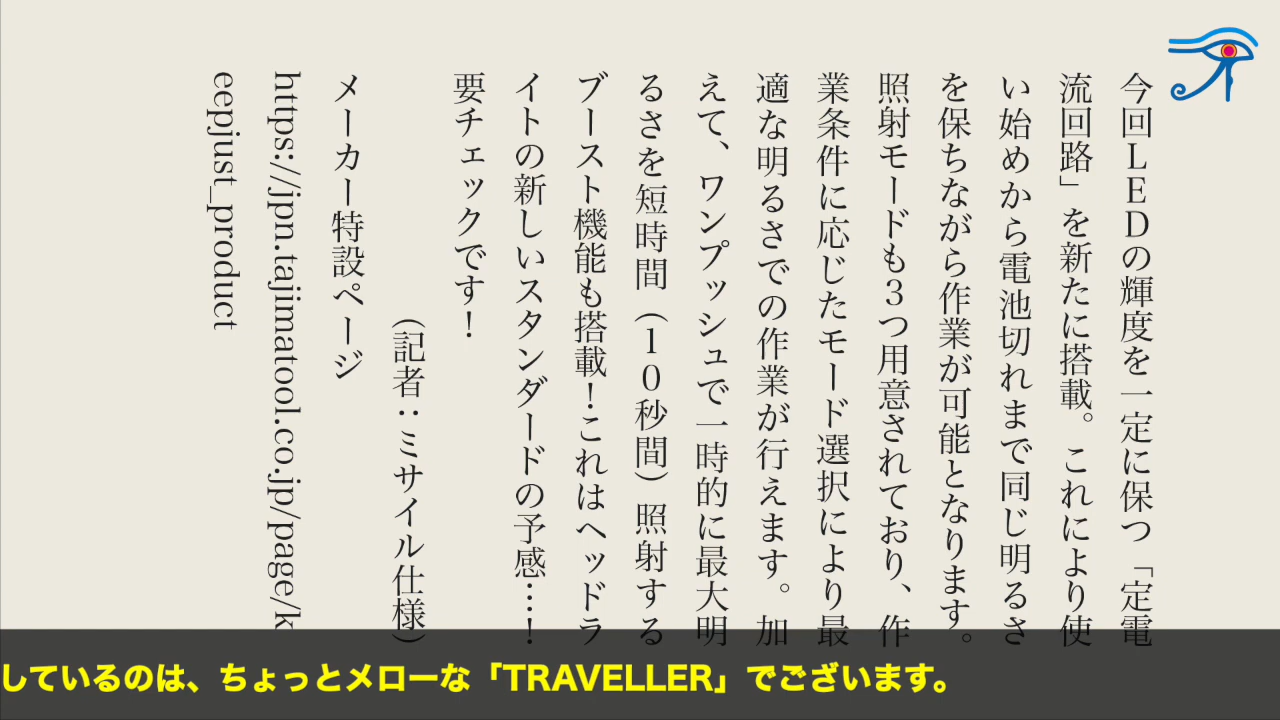 今回ＬＥＤの輝度を一定に保つ「定電
流回路」を新たに搭載。これにより使
い始めから電池切れまで同じ明るさ
を保ちながら作業が可能となります。
照射モードも３つ用意されており、作
業条件に応じたモード選択により最
適な明るさでの作業が行えます。加
えて、ワンプッシュで一時的に最大明
るさを短時間（１０秒間）照射する
ブースト機能も搭載！これはヘッドラ
イトの新しいスタンダードの予感…！
要チェックです！
（記者：ミサイル仕様）
メーカー特設ページ
https://jpn.tajimatool.co.jp/page/k
eepjust_product
しているのは、ちょっとメローな「TRAVELLER」でございます。